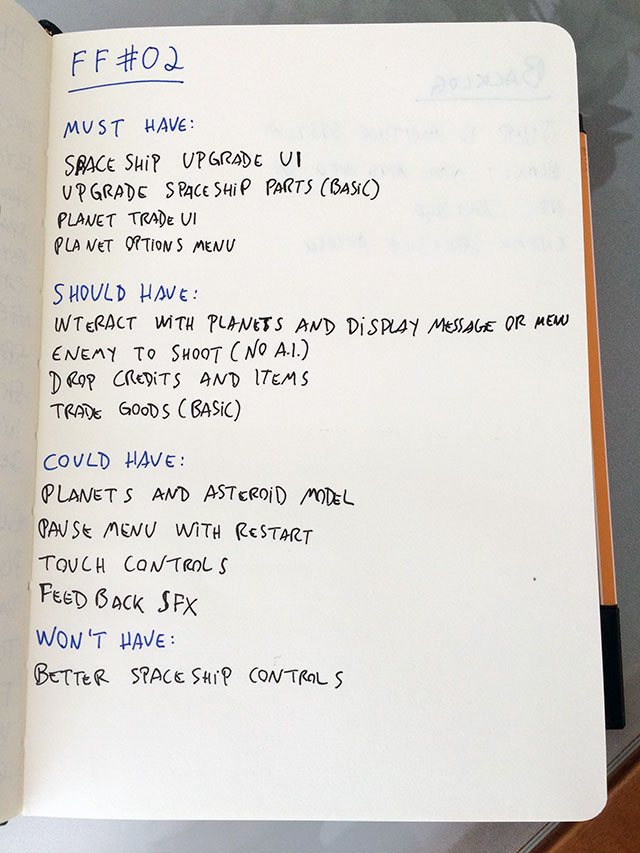 FF#02
MUST HAVE:
SPACE SHIP UPGRADE UI
UPGRADE SPACESHIP PARTS (BASIC)
PLANET TRADE UI
PLANET OPTIONS MENU
SHOULD HAVE:
INTERACT WITH PLANETS AND DISPLAY MESSAGE OR MENU
ENEMY TO SHOOT (NO A.I.)
DROP CREDITS AND ITEMS
TRADE GOODS (BASIC)
COULD HAVE:
PLANETS AND ASTEROID MODEL
PAUSE MENU WITH RESTART
TOUCH CONTROLS
FEEDBACK SFX
WON'T HAVE:
BETTER SPACESHIP CONTROLS
BACKLOG